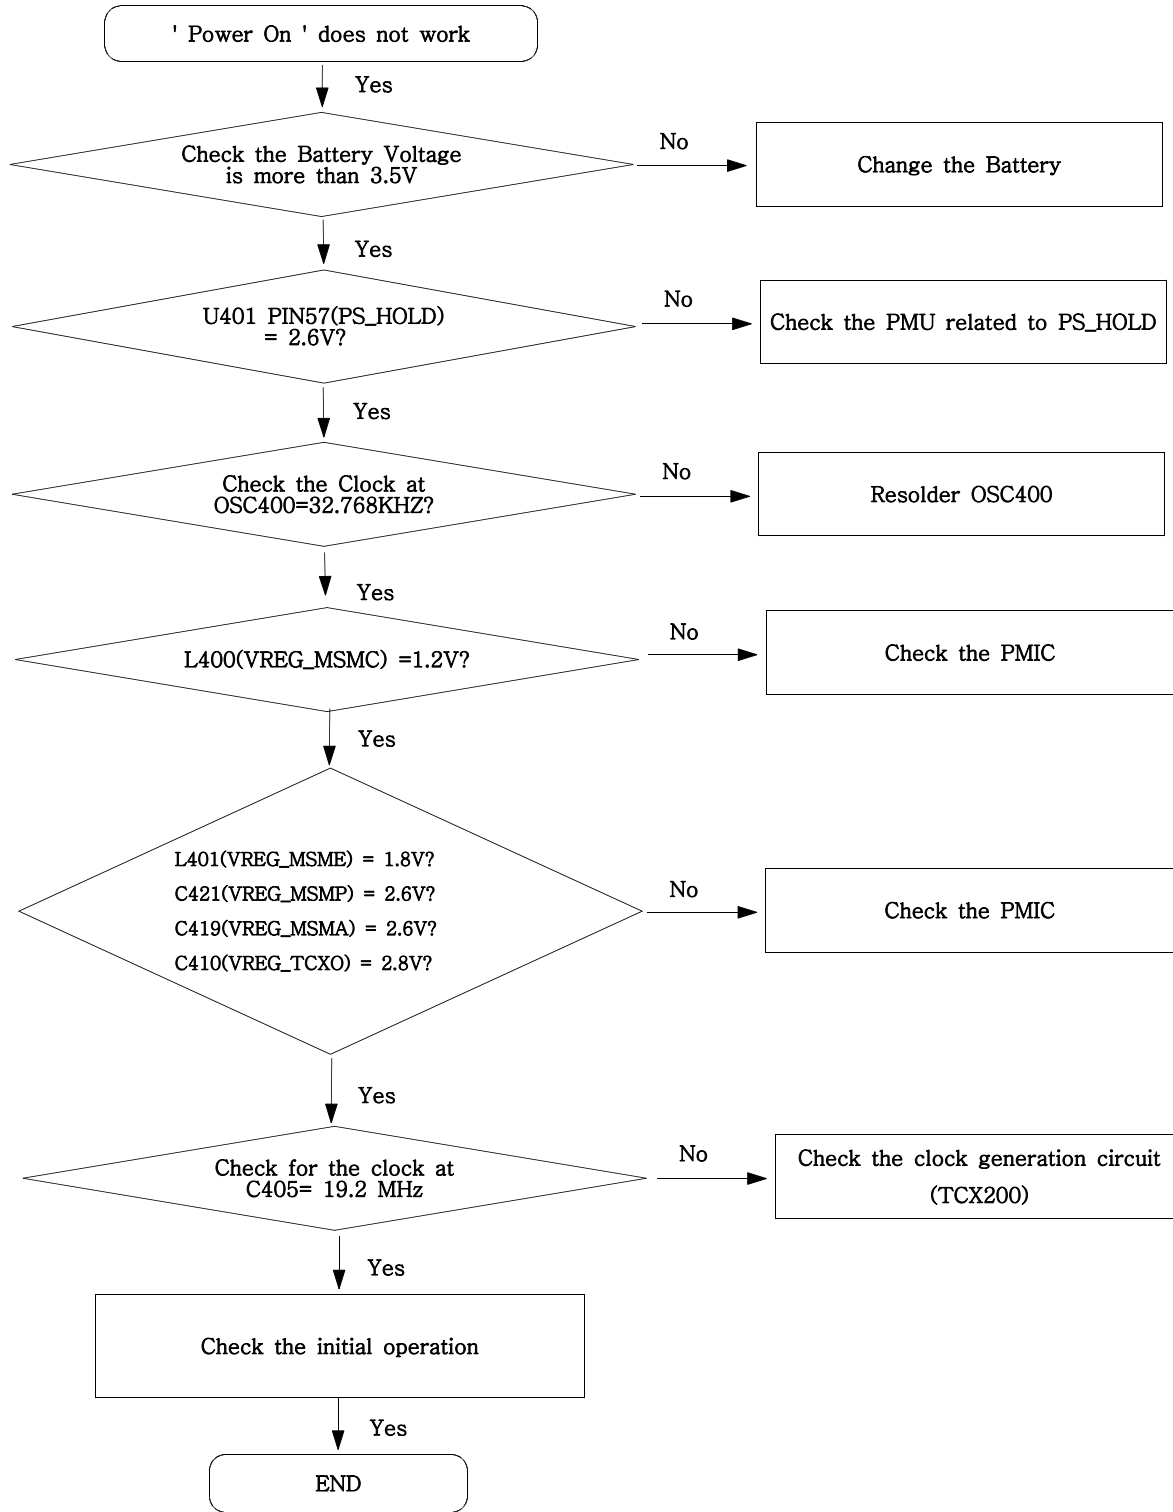 ' Power On ' does not work
Yes
Check the Battery Voltage
is more than 3.5V
No
Change the Battery
Yes
U401 PIN57(PS_HOLD)
= 2.6V?
No
Check the PMU related to PS_HOLD
Yes
Check the Clock at
OSC400=32.768KHZ?
No
Resolder OSC400
Yes
L400(VREG_MSMC) =1.2V?
No
Check the PMIC
Yes
L401(VREG_MSME) = 1.8V?
C421(VREG_MSMP) = 2.6V?
C419(VREG_MSMA) = 2.6V?
C410(VREG_TCXO) = 2.8V?
No
Check the PMIC
Yes
Check for the clock at
C405= 19.2 MHz
No
Check the clock generation circuit
(TCX200)
Yes
Check the initial operation
Yes
END